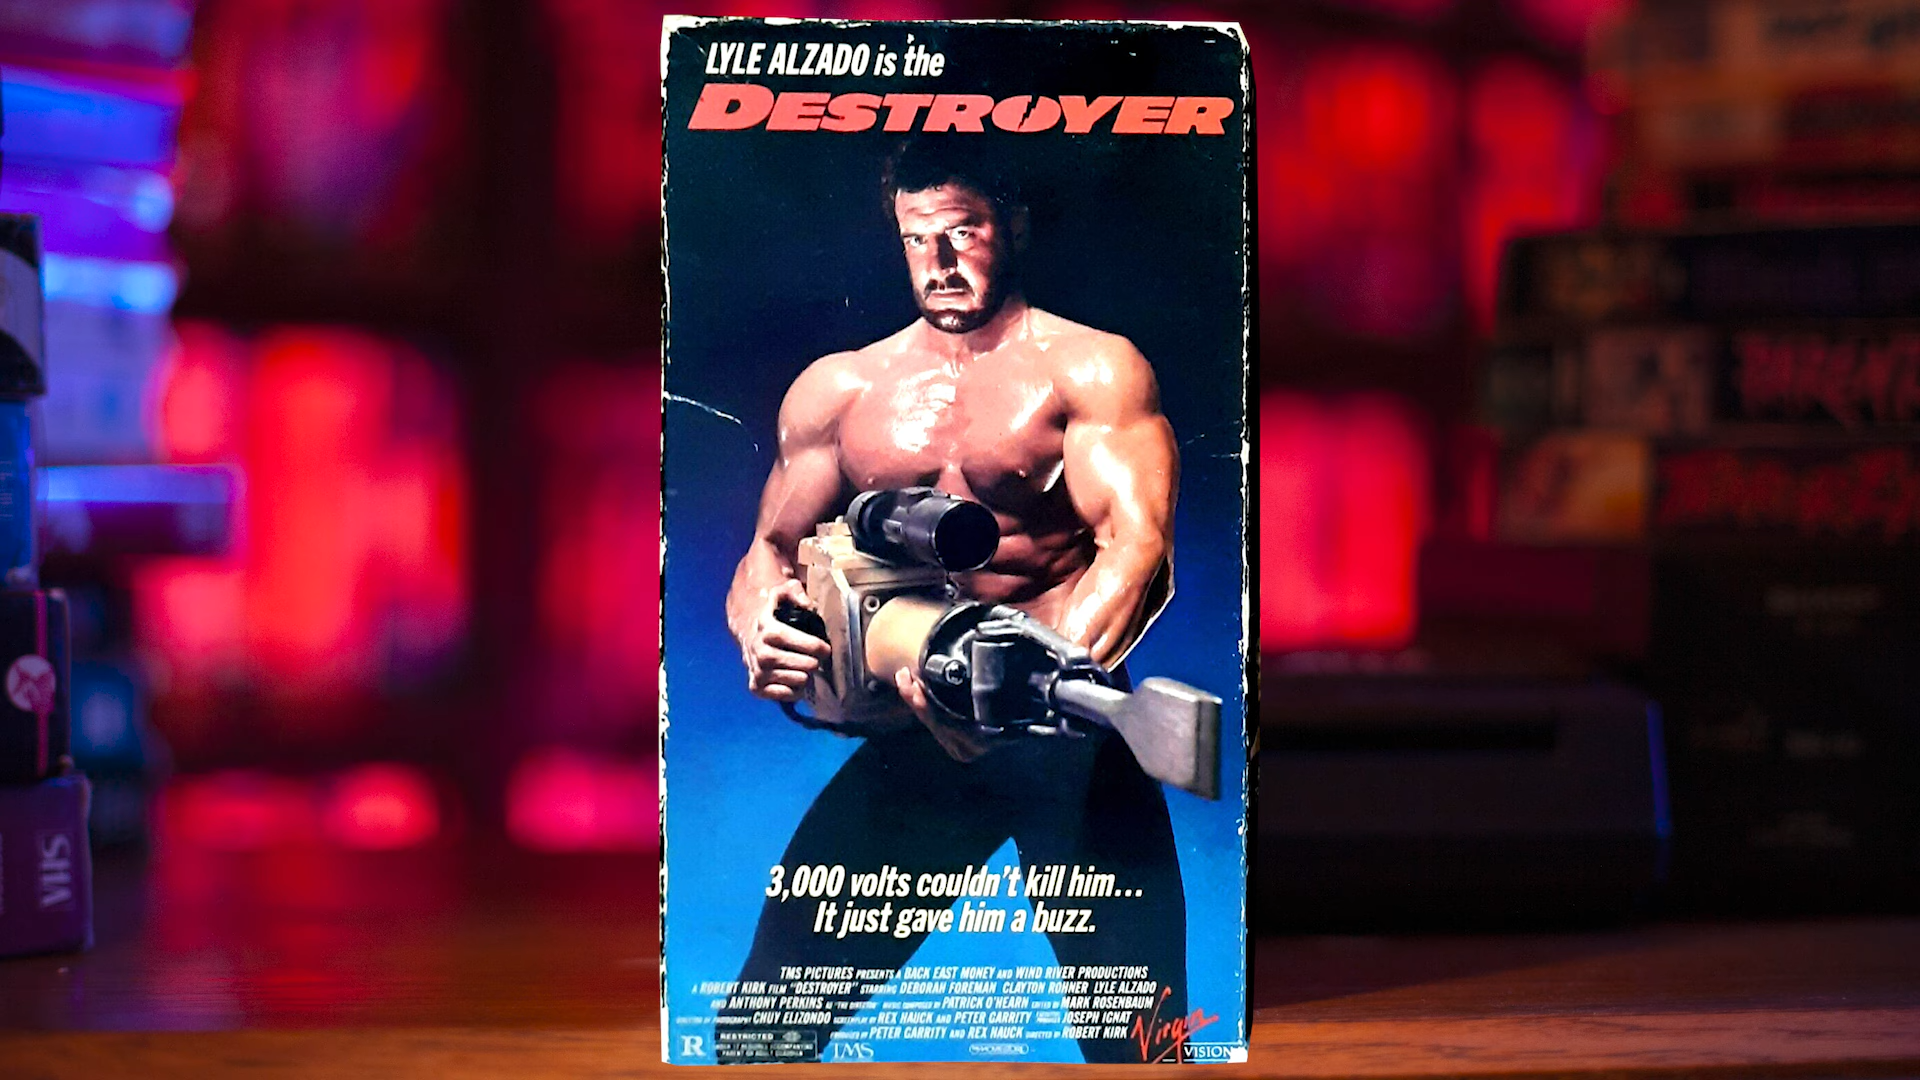 LYLE ALZADO is the
DESTROYER
3,000 volts couldn't kill him...
It just gave him a buzz.
TMS PICTURES PRESENTS A BACK EAST MONEY AND WIND RIVER PRODUCTIONS
A ROBERT KIRK FILM "DESTROYER" STARRING DEBORAH FOREMAN CLAYTON ROHNER LYLE ALZADO
AND ANTHONY PERKINS AS "THE DIRECTOR" MUSIC COMPOSED BY PATRICK O'HEARN EDITED BY MARK ROSENBAUM
DIRECTOR OF PHOTOGRAPHY CHUY ELIZONDO SCREENPLAY BY REX HAUCK AND PETER GARRITY EXECUTIVE PRODUCER JOSEPH IGNAT
PRODUCED BY PETER GARRITY AND REX HAUCK DIRECTED BY ROBERT KIRK
R RESTRICTED
TMS
Virgin
VISION
VHS